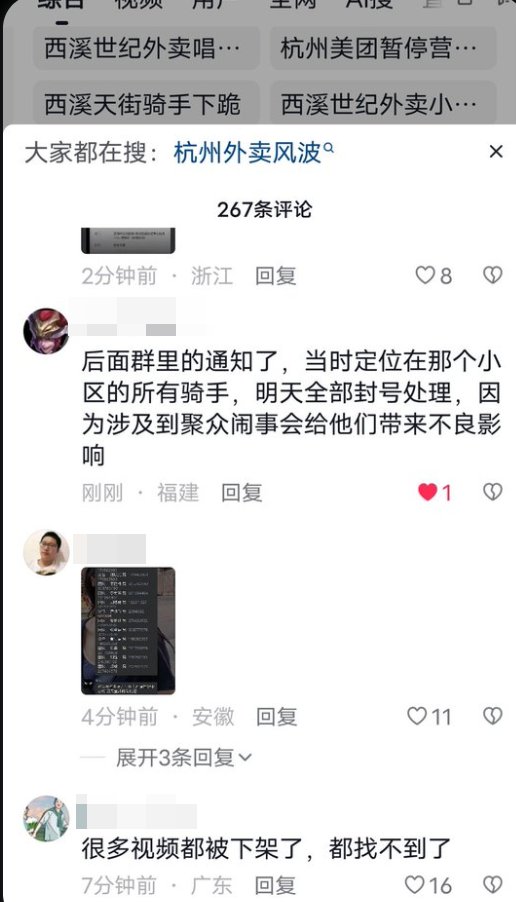 综合 视频 用户 全网 AI搜
西溪世纪外卖唱… 杭州美团暂停营…
西溪天街骑手下跪 西溪世纪外卖小…
大家都在搜：杭州外卖风波
267条评论
2分钟前 · 浙江 回复 8
后面群里的通知了，当时定位在那个小
区的所有骑手，明天全部封号处理，因
为涉及到聚众闹事会给他们带来不良影
响
刚刚 · 福建 回复 1
4分钟前 · 安徽 回复 11
展开3条回复
很多视频都被下架了，都找不到了
7分钟前 · 广东 回复 16